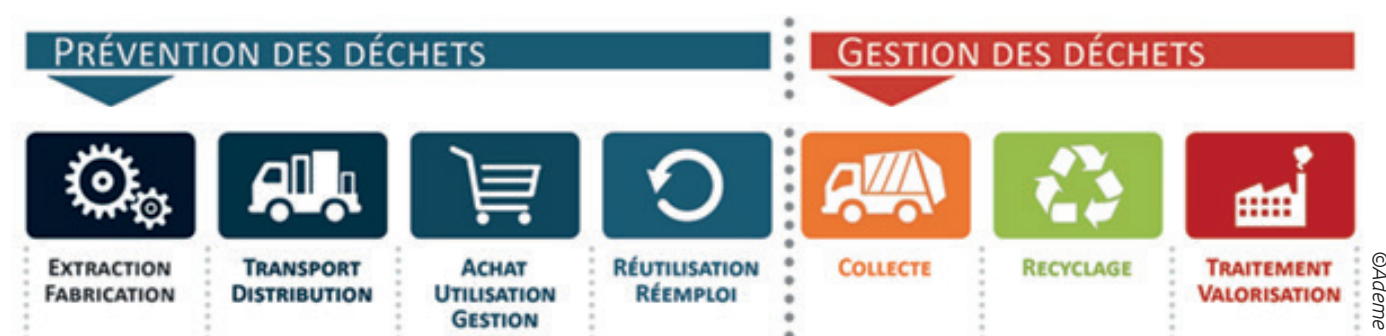 PRÉVENTION DES DÉCHETS
GESTION DES DÉCHETS
EXTRACTION
FABRICATION
TRANSPORT
DISTRIBUTION
ACHAT
UTILISATION
GESTION
RÉUTILISATION
RÉEMPLOI
COLLECTE
RECYCLAGE
TRAITEMENT
VALORISATION
©Ademe